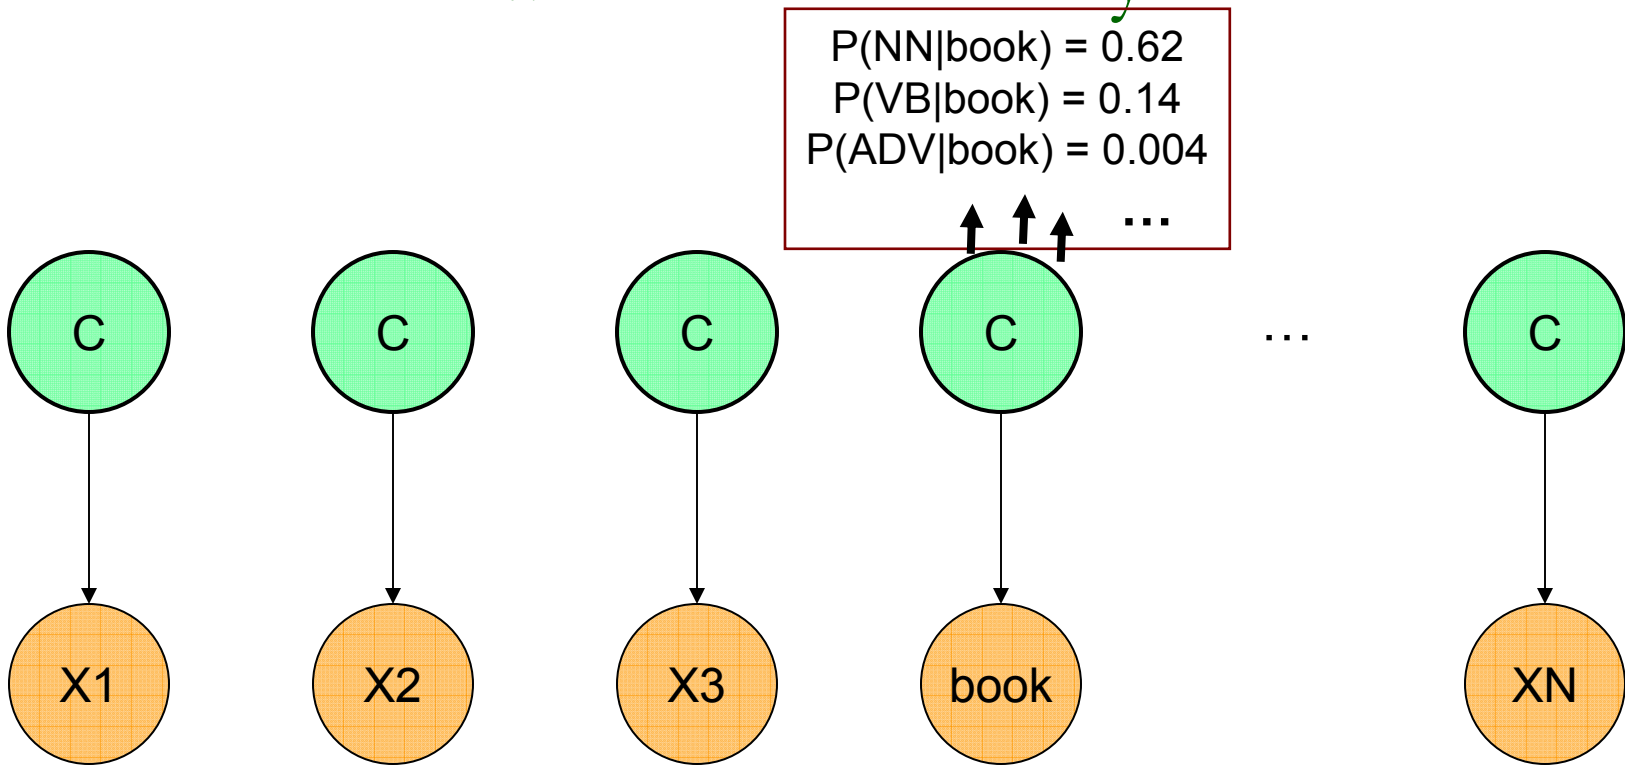 P(NN|book) = 0.62
P(VB|book) = 0.14
P(ADV|book) = 0.004
...
C C C C ... C
X1 X2 X3 book XN